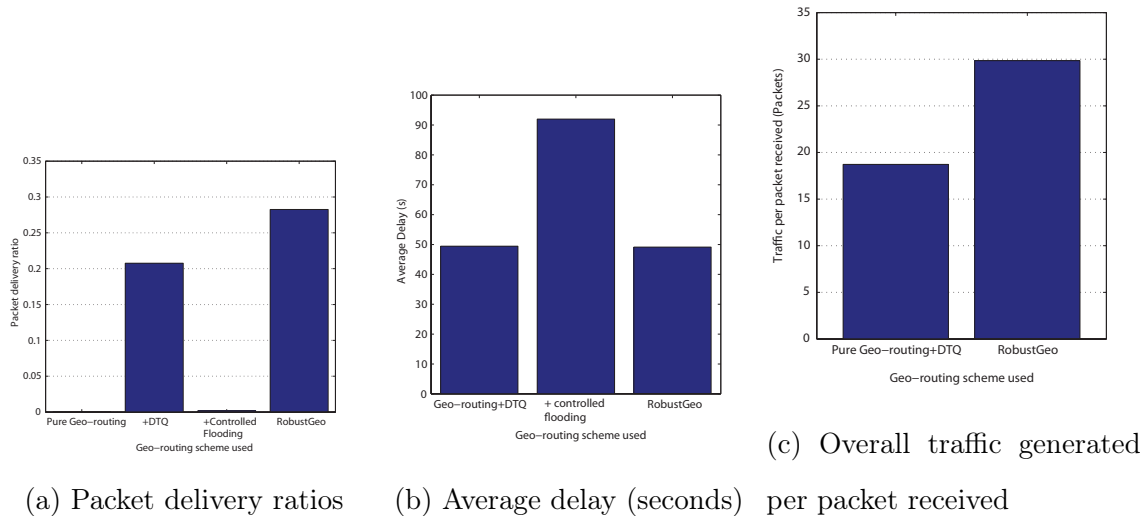 0.35
0.3
0.25
0.2
0.15
0.1
0.05
0
Packet delivery ratio
Pure Geo−routing
+DTQ
+Controlled
Flooding
RobustGeo
Geo−routing scheme used
(a) Packet delivery ratios
100
90
80
70
60
50
40
30
20
10
0
Average Delay (s)
Geo−routing+DTQ
+ controlled
flooding
RobustGeo
Geo−routing scheme used
(b) Average delay (seconds)
35
30
25
20
15
10
5
0
Traffic per packet received (Packets)
Pure Geo−routing+DTQ
RobustGeo
Geo−routing scheme used
(c) Overall traffic generated
per packet received